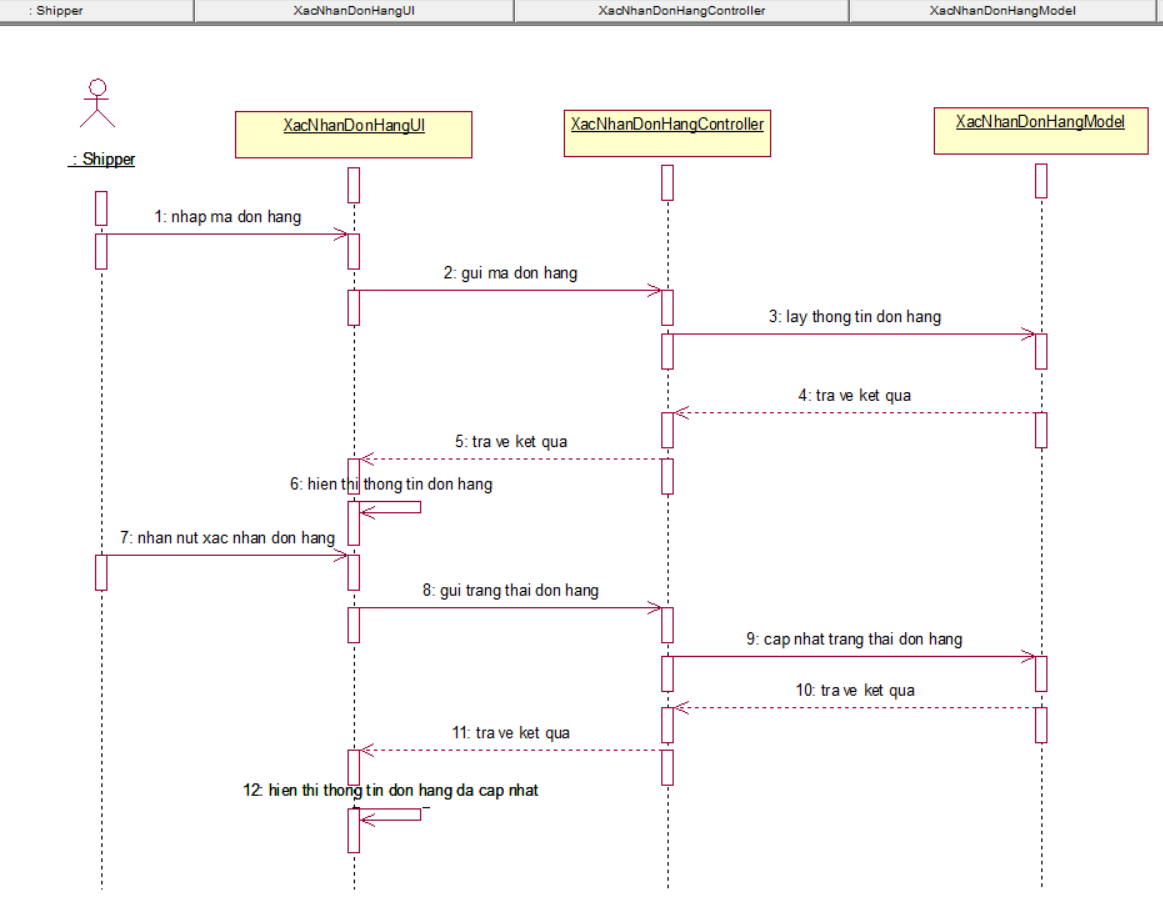 : Shipper
XacNhanDonHangUI
XacNhanDonHangController
XacNhanDonHangModel
XacNhanDonHangUI
XacNhanDonHangController
XacNhanDonHangModel
: Shipper
1: nhap ma don hang
2: gui ma don hang
3: lay thong tin don hang
4: tra ve ket qua
5: tra ve ket qua
6: hien thi thong tin don hang
7: nhan nut xac nhan don hang
8: gui trang thai don hang
9: cap nhat trang thai don hang
10: tra ve ket qua
11: tra ve ket qua
12: hien thi thong tin don hang da cap nhat